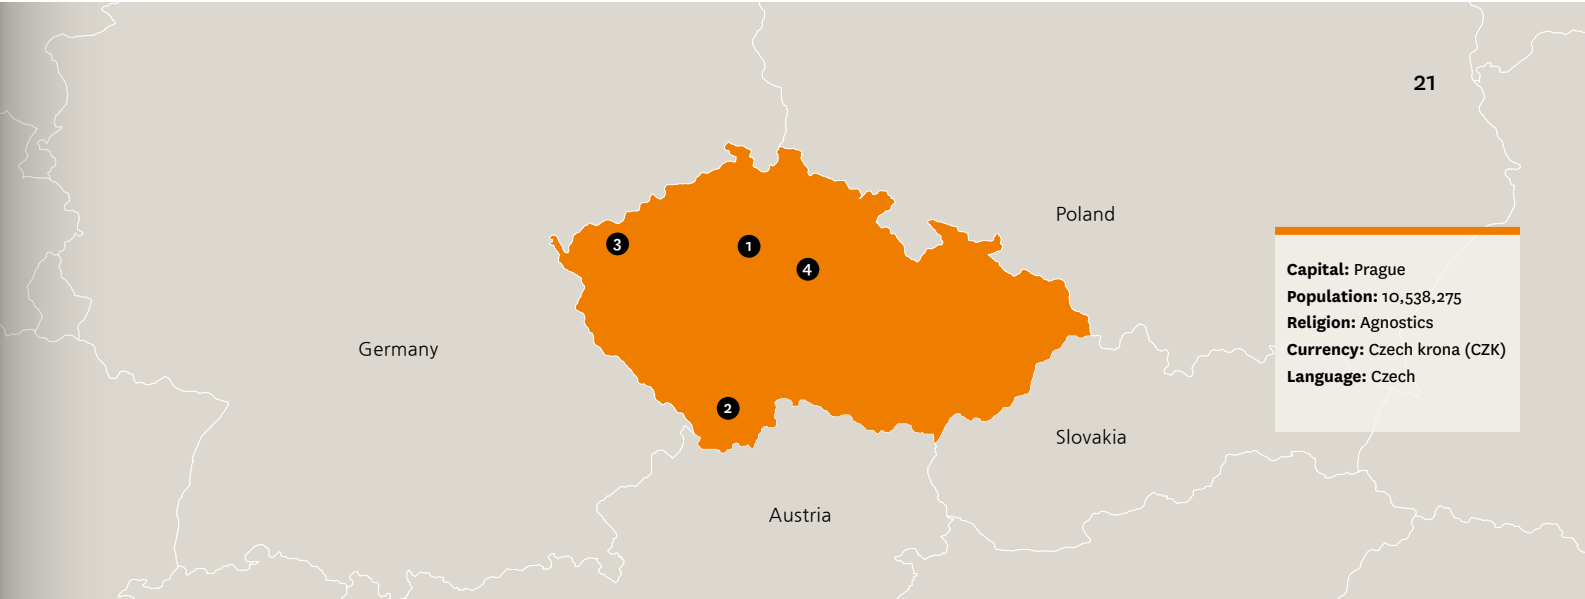 21
Poland
3
1
4
Capital: Prague
Population: 10,538,275
Religion: Agnostics
Currency: Czech krona (CZK)
Language: Czech
Germany
2
Slovakia
Austria